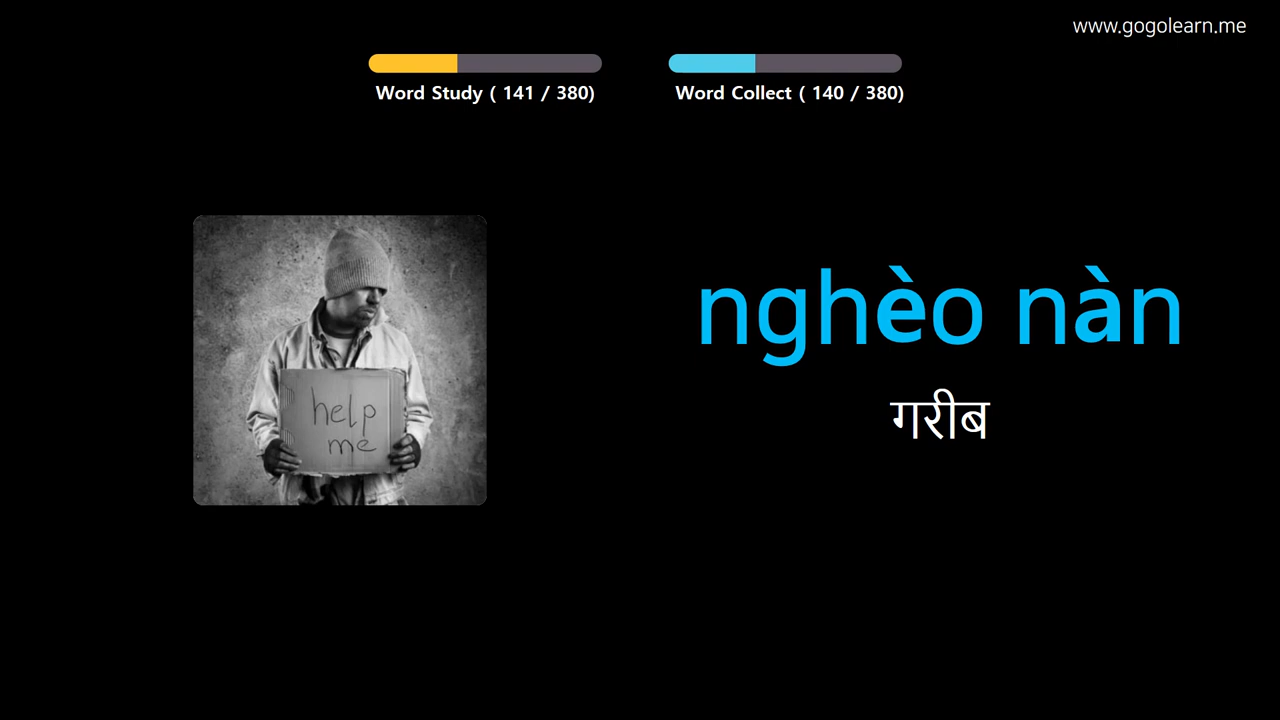 www.gogolearn.me
Word Study ( 141 / 380)
Word Collect ( 140 / 380)
help
me
nghèo nàn
गरीब